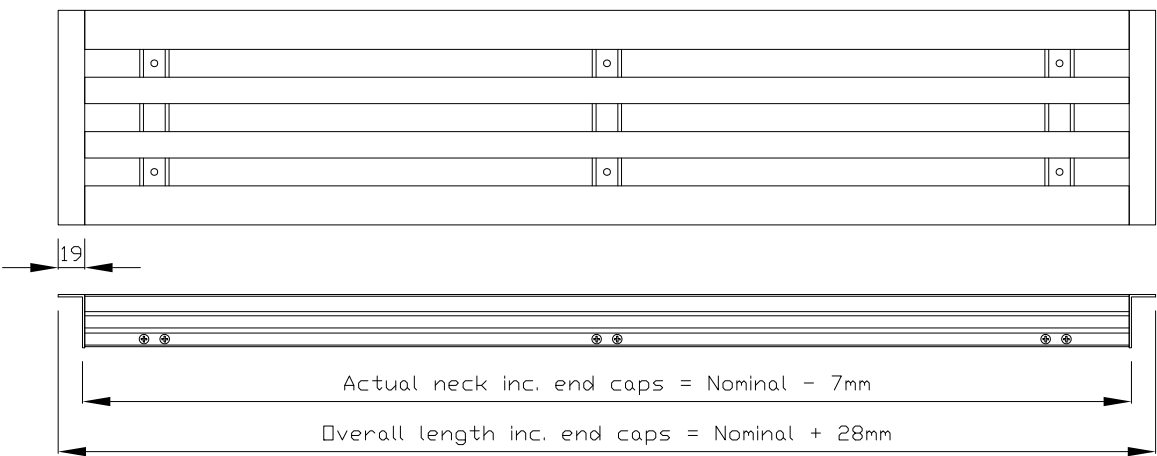 19
Actual neck inc. end caps = Nominal - 7mm
Overall length inc. end caps = Nominal + 28mm